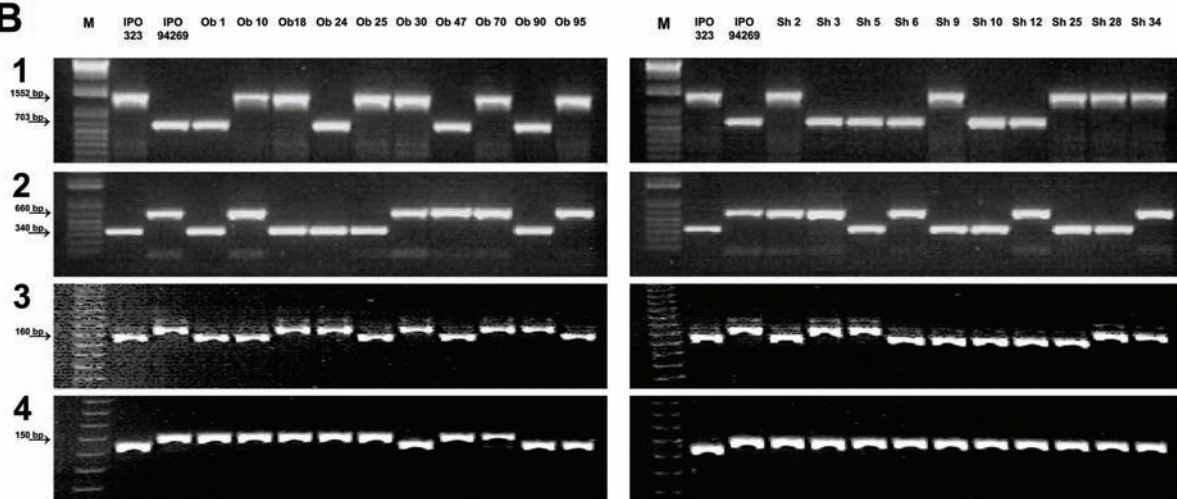 B
M IPO 323 IPO 94269 Ob 1 Ob 10 Ob18 Ob 24 Ob 25 Ob 30 Ob 47 Ob 70 Ob 90 Ob 95
M IPO 323 IPO 94269 Sh 2 Sh 3 Sh 5 Sh 6 Sh 9 Sh 10 Sh 12 Sh 25 Sh 28 Sh 34
1
1552 bp
703 bp
2
660 bp
340 bp
3
160 bp
4
150 bp